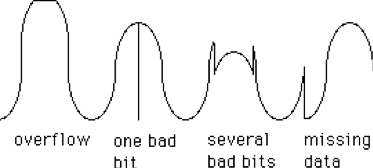 overflow
one bad
bit
several
bad bits
missing
data